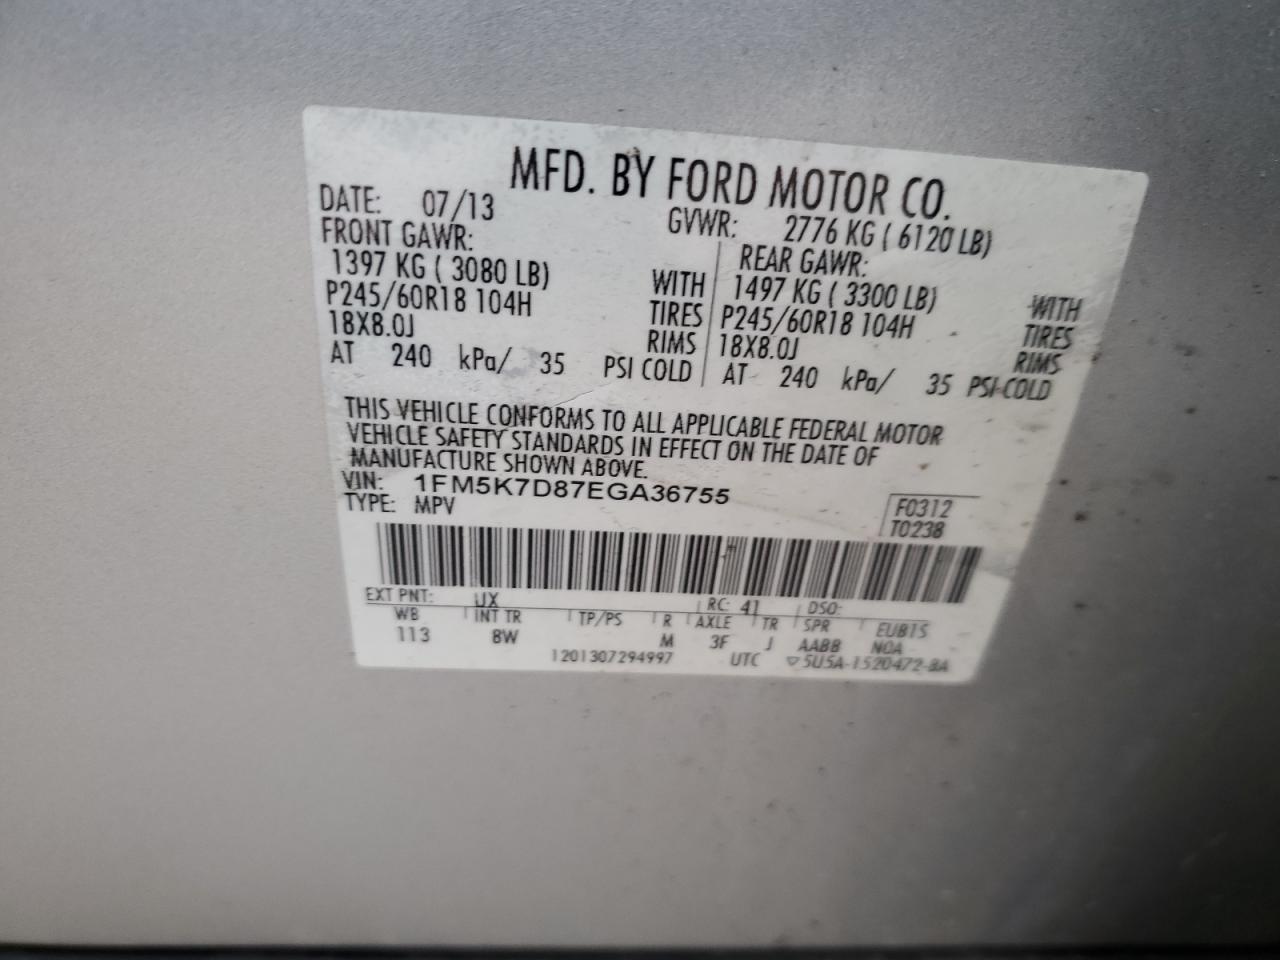 MFD. BY FORD MOTOR CO.
DATE: 07/13 GVWR: 2776 KG ( 6120 LB)
FRONT GAWR: REAR GAWR:
1397 KG ( 3080 LB) WITH 1497 KG ( 3300 LB) WITH
P245/60R18 104H TIRES P245/60R18 104H TIRES
18X8.0J RIMS 18X8.0J RIMS
AT 240 kPa/ 35 PSI COLD AT 240 kPa/ 35 PSI COLD
THIS VEHICLE CONFORMS TO ALL APPLICABLE FEDERAL MOTOR
VEHICLE SAFETY STANDARDS IN EFFECT ON THE DATE OF
MANUFACTURE SHOWN ABOVE.
VIN: 1FM5K7D87EGA36755
TYPE: MPV
F0312
T0238
EXT PNT: UX RC: 41 DSO:
WB INT TR TP/PS R AXLE TR SPR EUB15
113 8W M 3F J AABB NOA
1201307294997 UTC ▽5U5A-1520472-BA